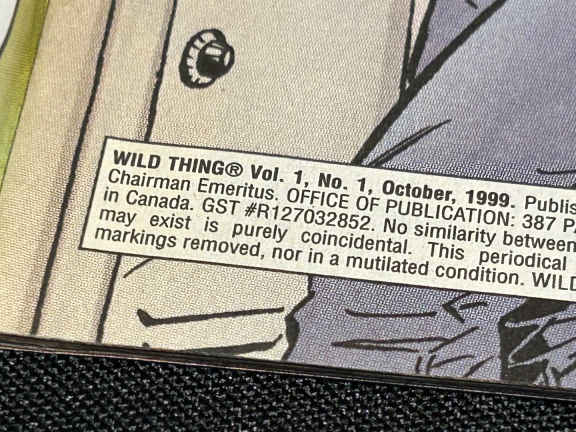 WILD THING® Vol. 1, No. 1, October, 1999. Publis
Chairman Emeritus. OFFICE OF PUBLICATION: 387 PA
in Canada. GST #R127032852. No similarity between
may exist is purely coincidental. This periodical
markings removed, nor in a mutilated condition. WILD